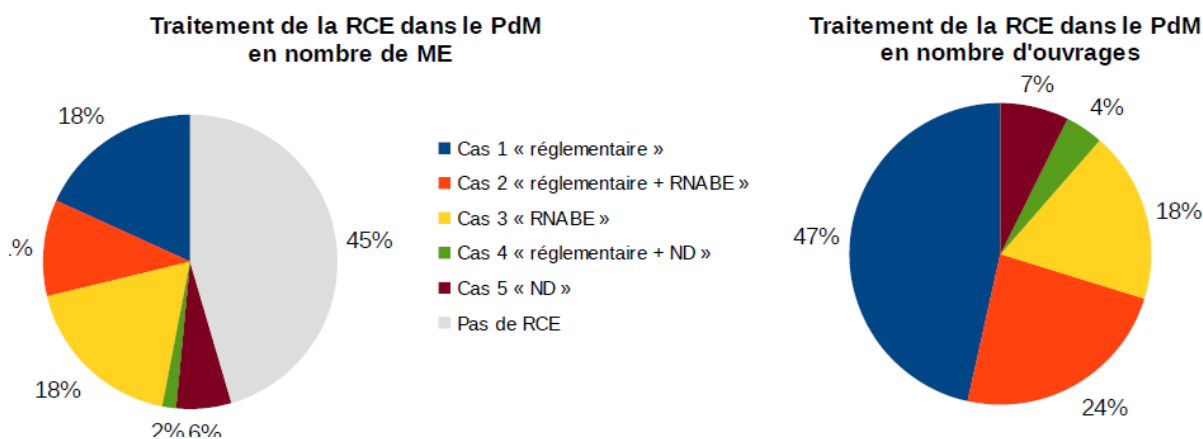 Traitement de la RCE dans le PdM
en nombre de ME
18%
45%
18%
2%
6%
Cas 1 « réglementaire »
Cas 2 « réglementaire + RNABE »
Cas 3 « RNABE »
Cas 4 « réglementaire + ND »
Cas 5 « ND »
Pas de RCE
Traitement de la RCE dans le PdM
en nombre d'ouvrages
7%
4%
18%
47%
24%